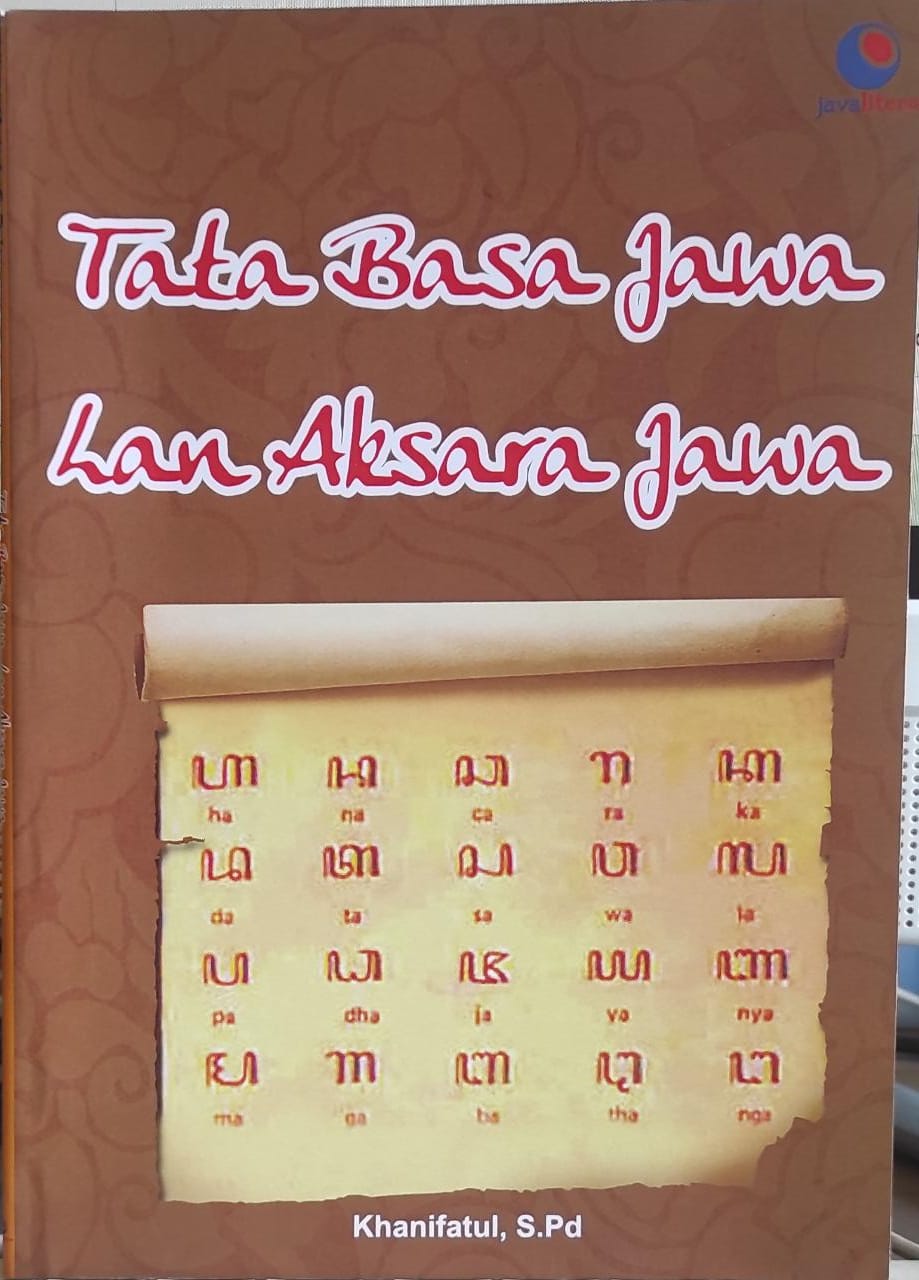 javalitera
Tata Basa Jawa
Lan Aksara Jawa
ꦲ ꦤ ꦕ ꦫ ꦏ
ha na ca ra ka
ꦢ ꦠ ꦱ ꦮ ꦭ
da ta sa wa la
ꦥ ꦝ ꦗ ꦪ ꦚ
pa dha ja ya nya
ꦩ ꦒ ꦧ ꦛ ꦔ
ma ga ba tha nga
Khanifatul, S.Pd